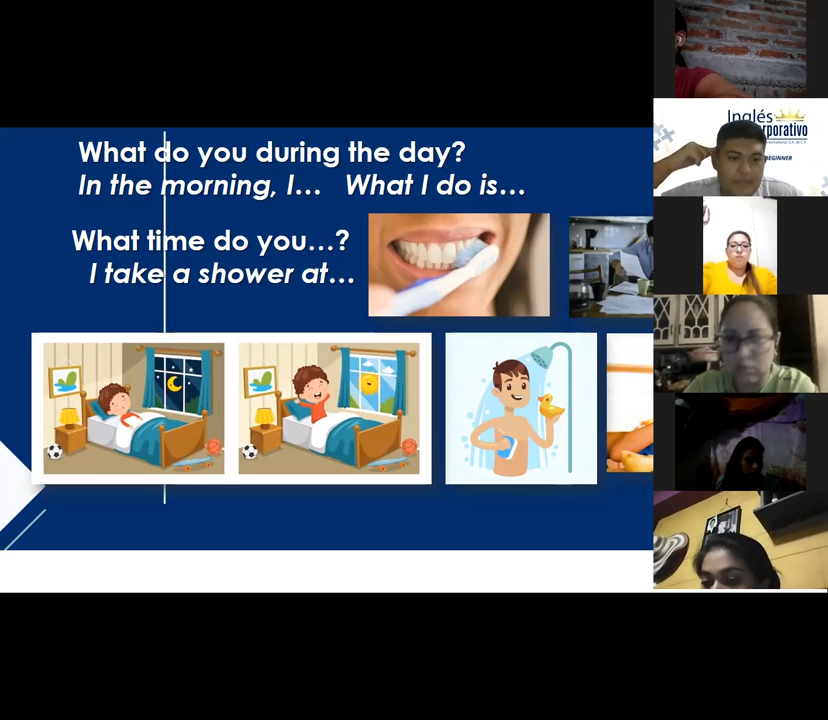 What do you during the day?
In the morning, I... What I do is...
What time do you...?
I take a shower at...
Inglés
rporativo
BEGINNER